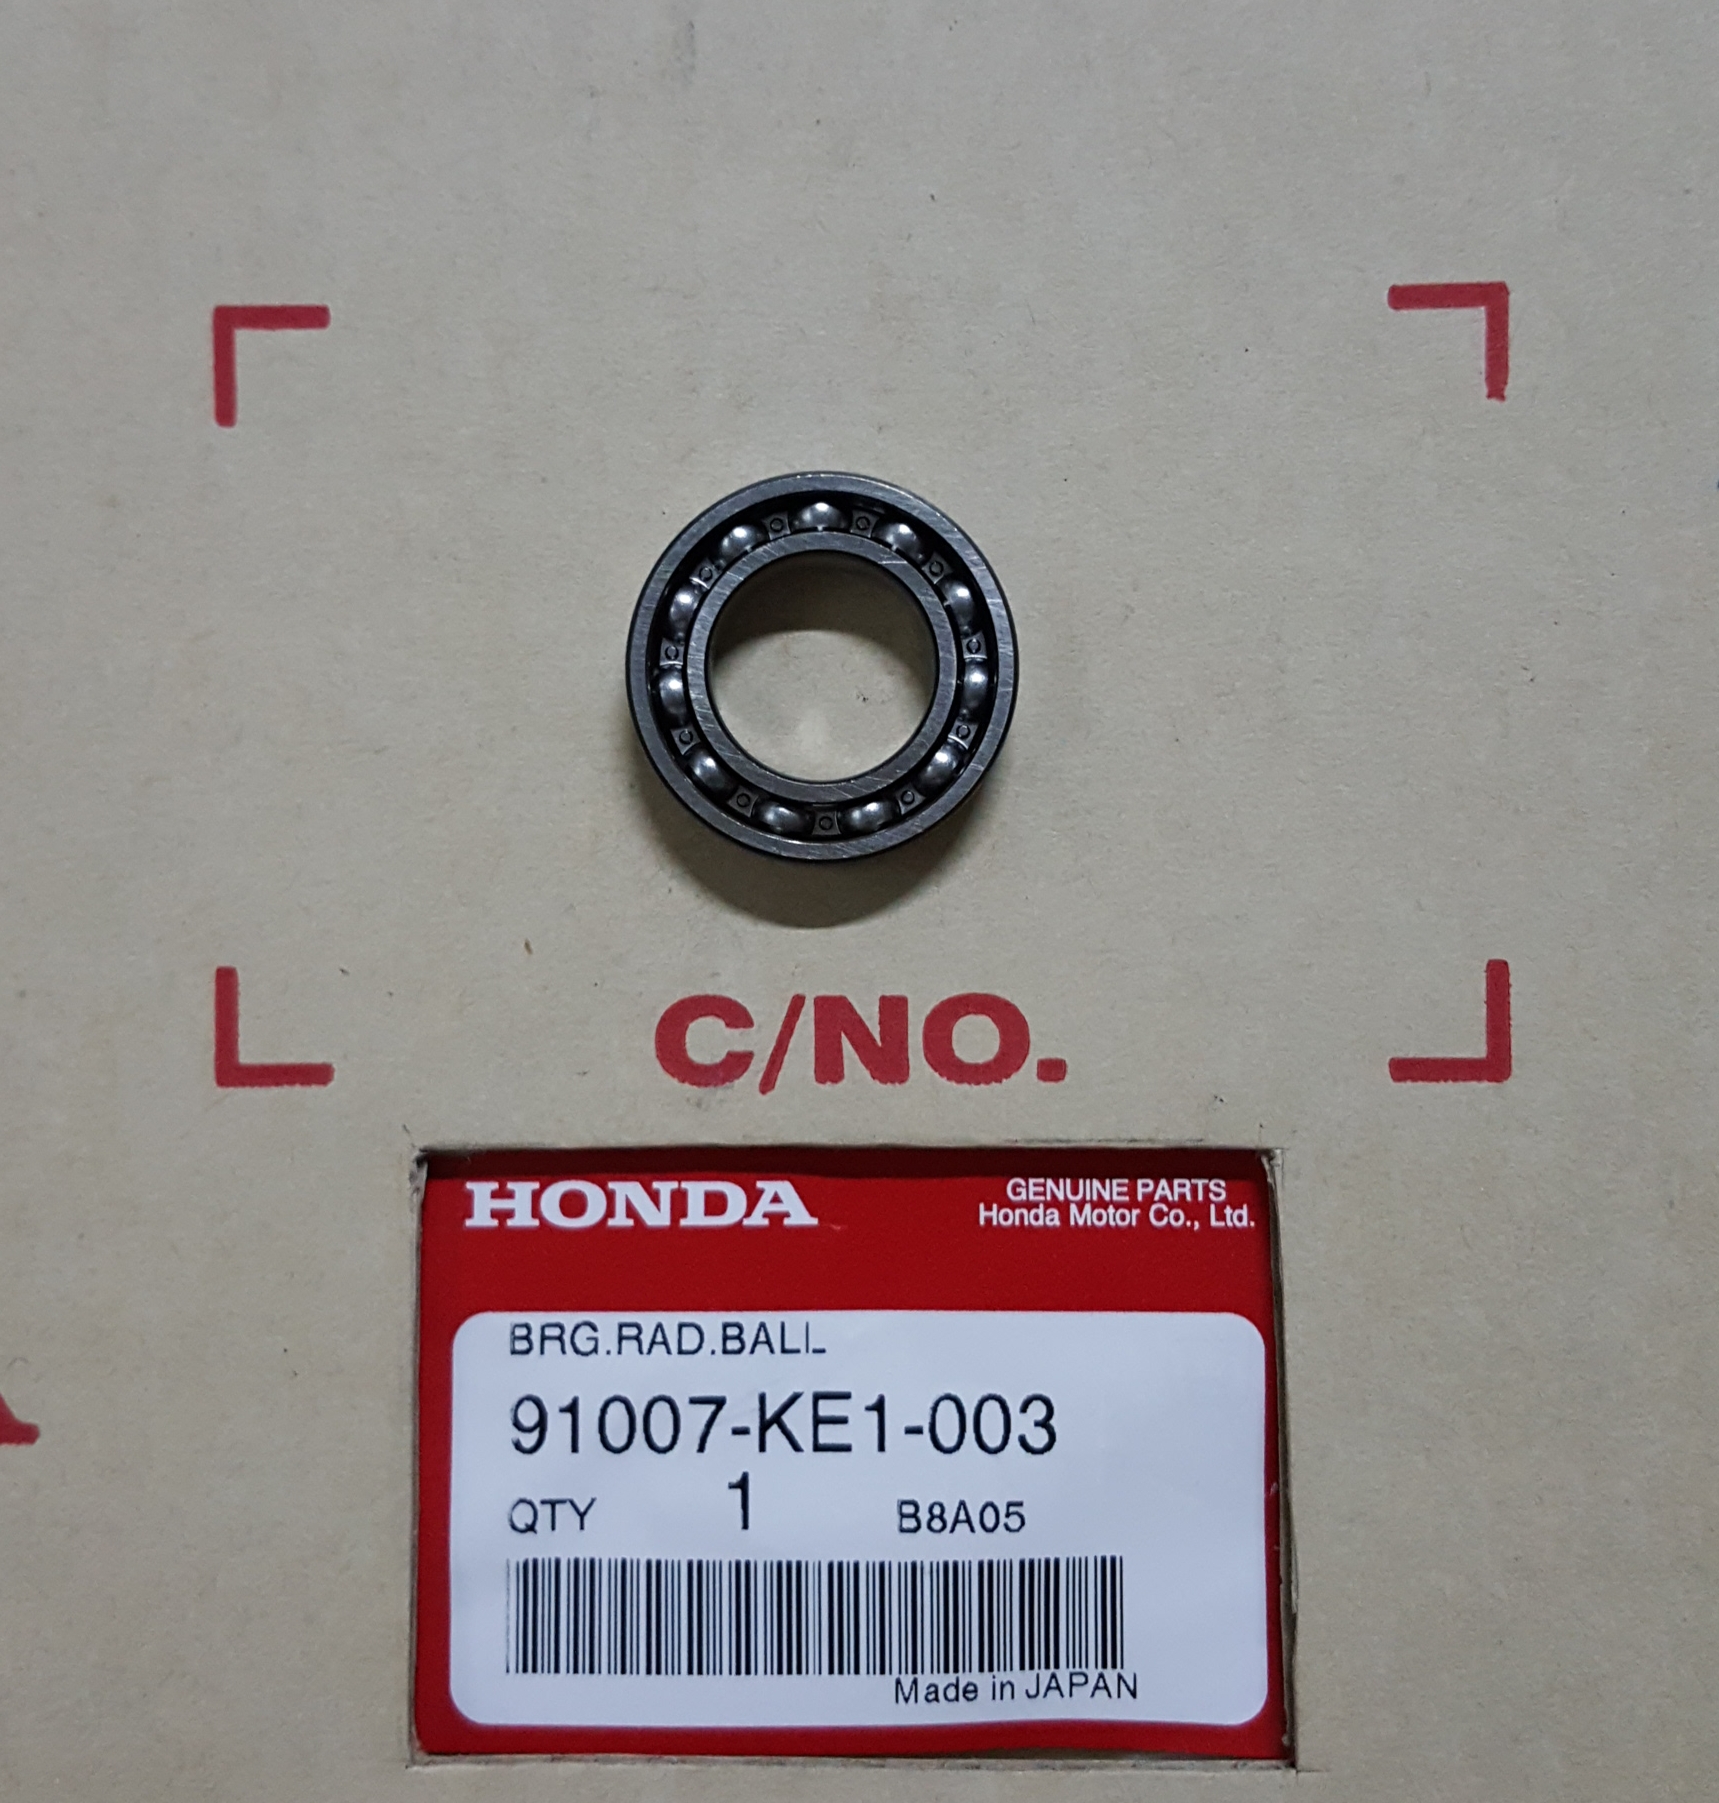 C/NO.
HONDA
GENUINE PARTS
Honda Motor Co., Ltd.
BRG.RAD.BALL
91007-KE1-003
QTY 1 B8A05
Made in JAPAN